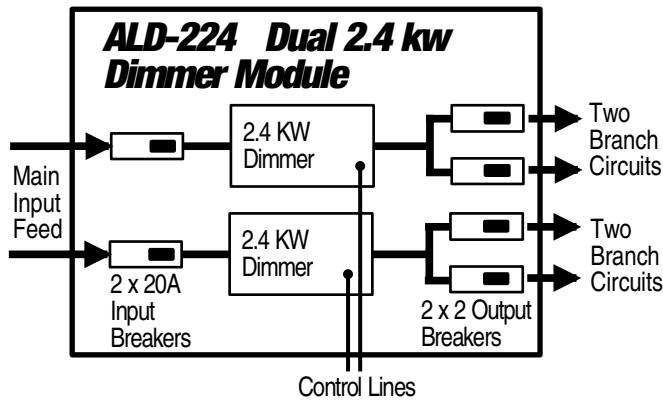 ALD-224 Dual 2.4 kw
Dimmer Module
Main
Input
Feed
2.4 KW
Dimmer
Two
Branch
Circuits
2.4 KW
Dimmer
Two
Branch
Circuits
2 x 20A
Input
Breakers
2 x 2 Output
Breakers
Control Lines